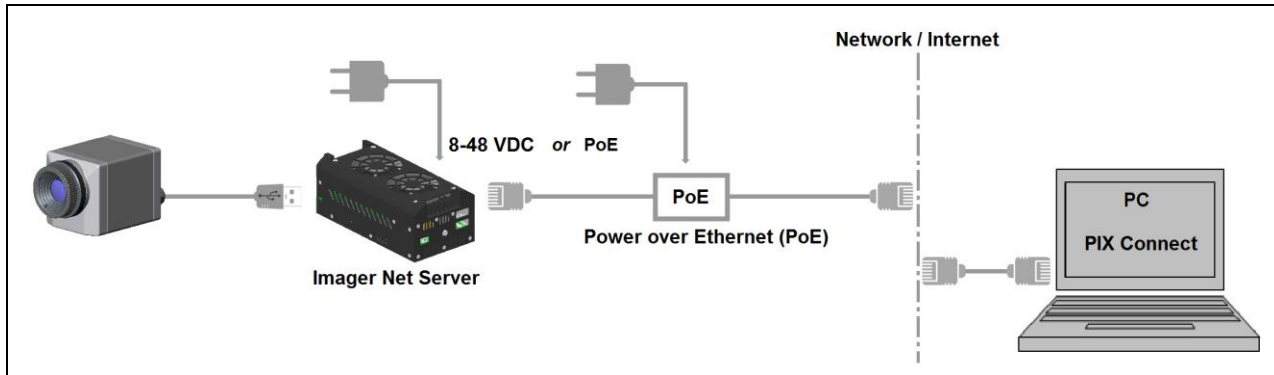 Network / Internet
8-48 VDC or PoE
PoE
Power over Ethernet (PoE)
Imager Net Server
PC
PIX Connect